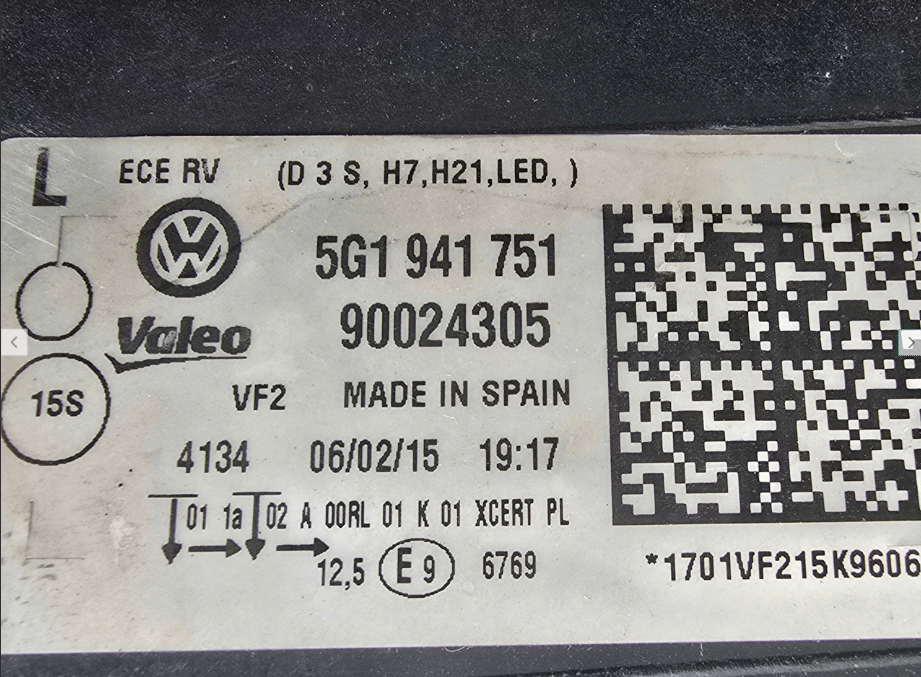 L ECE RV (D 3 S, H7,H21,LED, )
5G1 941 751
90024305
Valeo
15S
VF2 MADE IN SPAIN
4134 06/02/15 19:17
01 1a 02 A 00RL 01 K 01 XCERT PL
12,5 E 9 6769
*1701VF215K9606